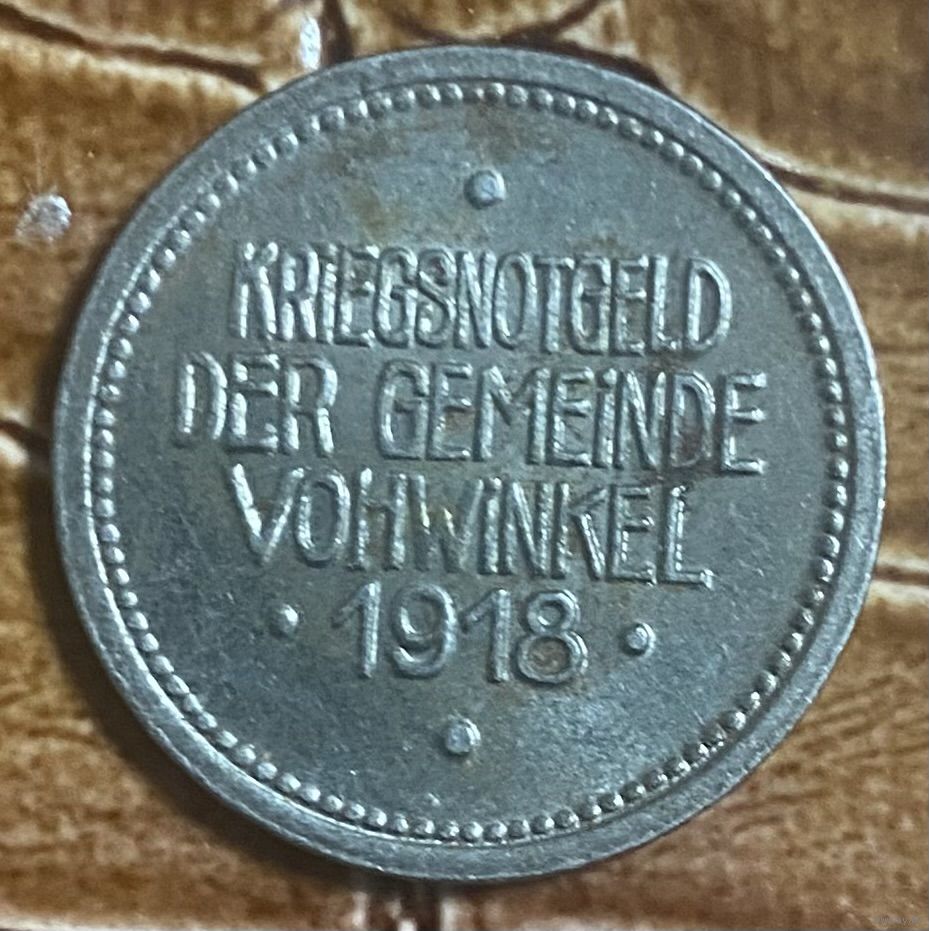 KRIEGSNOTGELD
DER GEMEINDE
VOHWINKEL
· 1918 ·